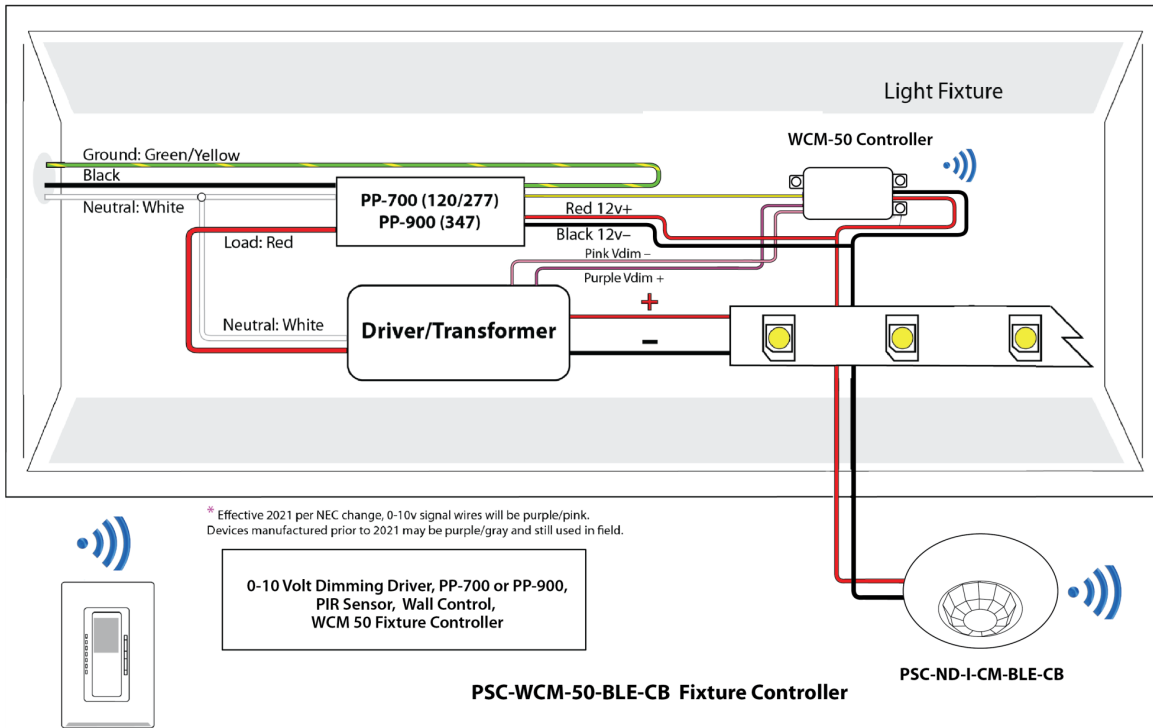 Light Fixture
WCM-50 Controller
Ground: Green/Yellow
Black
Neutral: White
PP-700 (120/277)
PP-900 (347)
Red 12v+
Black 12v–
Load: Red
Pink Vdim –
Purple Vdim +
+
–
Neutral: White
Driver/Transformer
* Effective 2021 per NEC change, 0-10v signal wires will be purple/pink.
Devices manufactured prior to 2021 may be purple/gray and still used in field.
0-10 Volt Dimming Driver, PP-700 or PP-900,
PIR Sensor, Wall Control,
WCM 50 Fixture Controller
PSC-ND-I-CM-BLE-CB
PSC-WCM-50-BLE-CB Fixture Controller